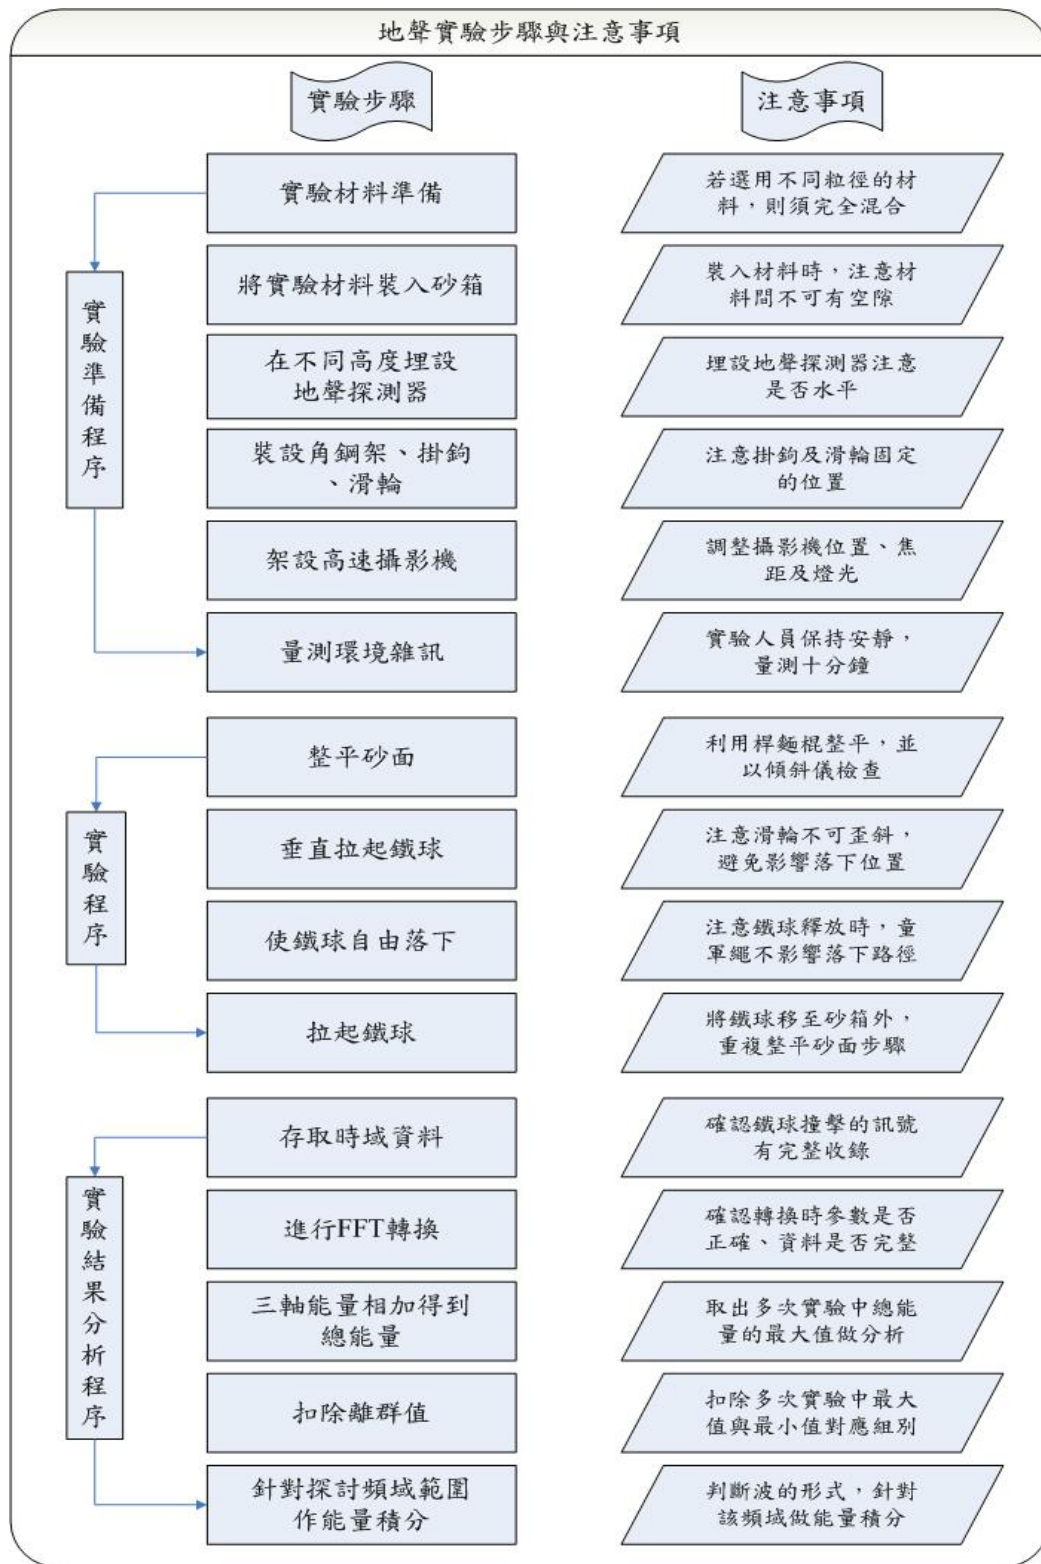 地聲實驗步驟與注意事項
實驗步驟
注意事項
實驗準備程序
實驗材料準備
若選用不同粒徑的材
料，則須完全混合
將實驗材料裝入砂箱
裝入材料時，注意材
料間不可有空隙
在不同高度埋設
地聲探測器
埋設地聲探測器注意
是否水平
裝設角鋼架、掛鉤
、滑輪
注意掛鉤及滑輪固定
的位置
架設高速攝影機
調整攝影機位置、焦
距及燈光
量測環境雜訊
實驗人員保持安靜，
量測十分鐘
實驗程序
整平砂面
利用桿麵棍整平，並
以傾斜儀檢查
垂直拉起鐵球
注意滑輪不可歪斜，
避免影響落下位置
使鐵球自由落下
注意鐵球釋放時，童
軍繩不影響落下路徑
拉起鐵球
將鐵球移至砂箱外，
重複整平砂面步驟
實驗結果分析程序
存取時域資料
確認鐵球撞擊的訊號
有完整收錄
進行FFT轉換
確認轉換時參數是否
正確、資料是否完整
三軸能量相加得到
總能量
取出多次實驗中總能
量的最大值做分析
扣除離群值
扣除多次實驗中最大
值與最小值對應組別
針對探討頻域範圍
作能量積分
判斷波的形式，針對
該頻域做能量積分